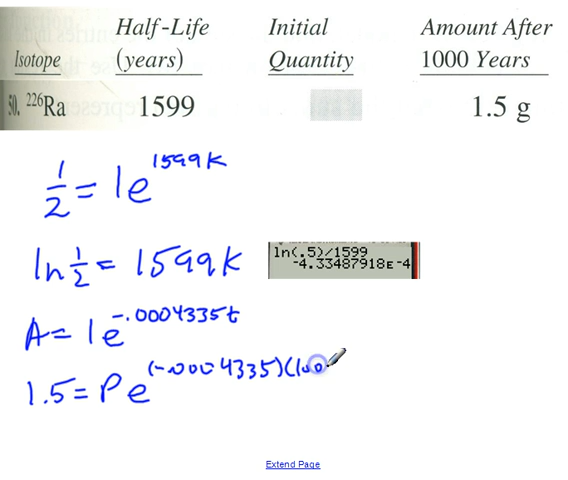 Half-Life Initial Amount After
Isotope (years) Quantity 1000 Years
50. ²²⁶Ra 1599 1.5 g
1/2 = 1e^1599k
ln 1/2 = 1599k
ln(.5)/1599
-4.33487918E-4
A = 1e^-.0004335t
1.5 = Pe^(-.0004335)(100
Extend Page